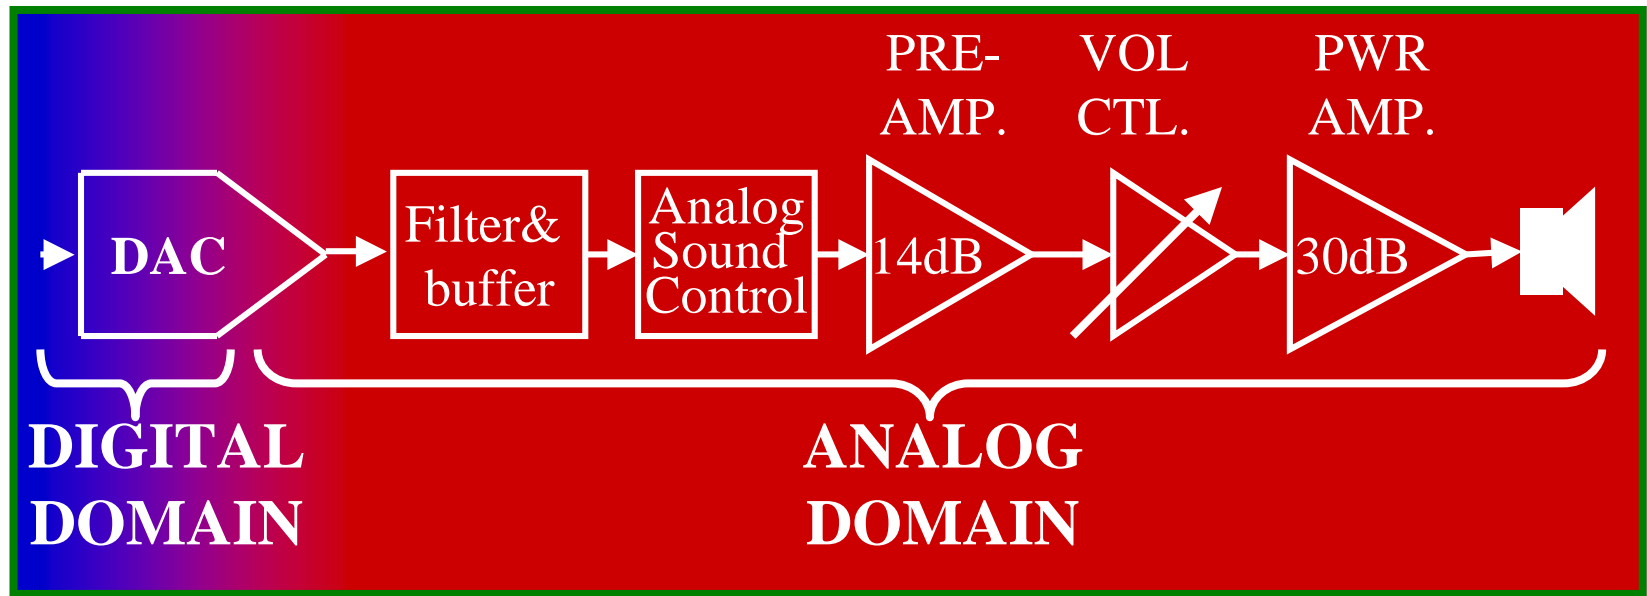 PRE-
AMP.
VOL
CTL.
PWR
AMP.
DAC
Filter&
buffer
Analog
Sound
Control
14dB
30dB
DIGITAL
DOMAIN
ANALOG
DOMAIN